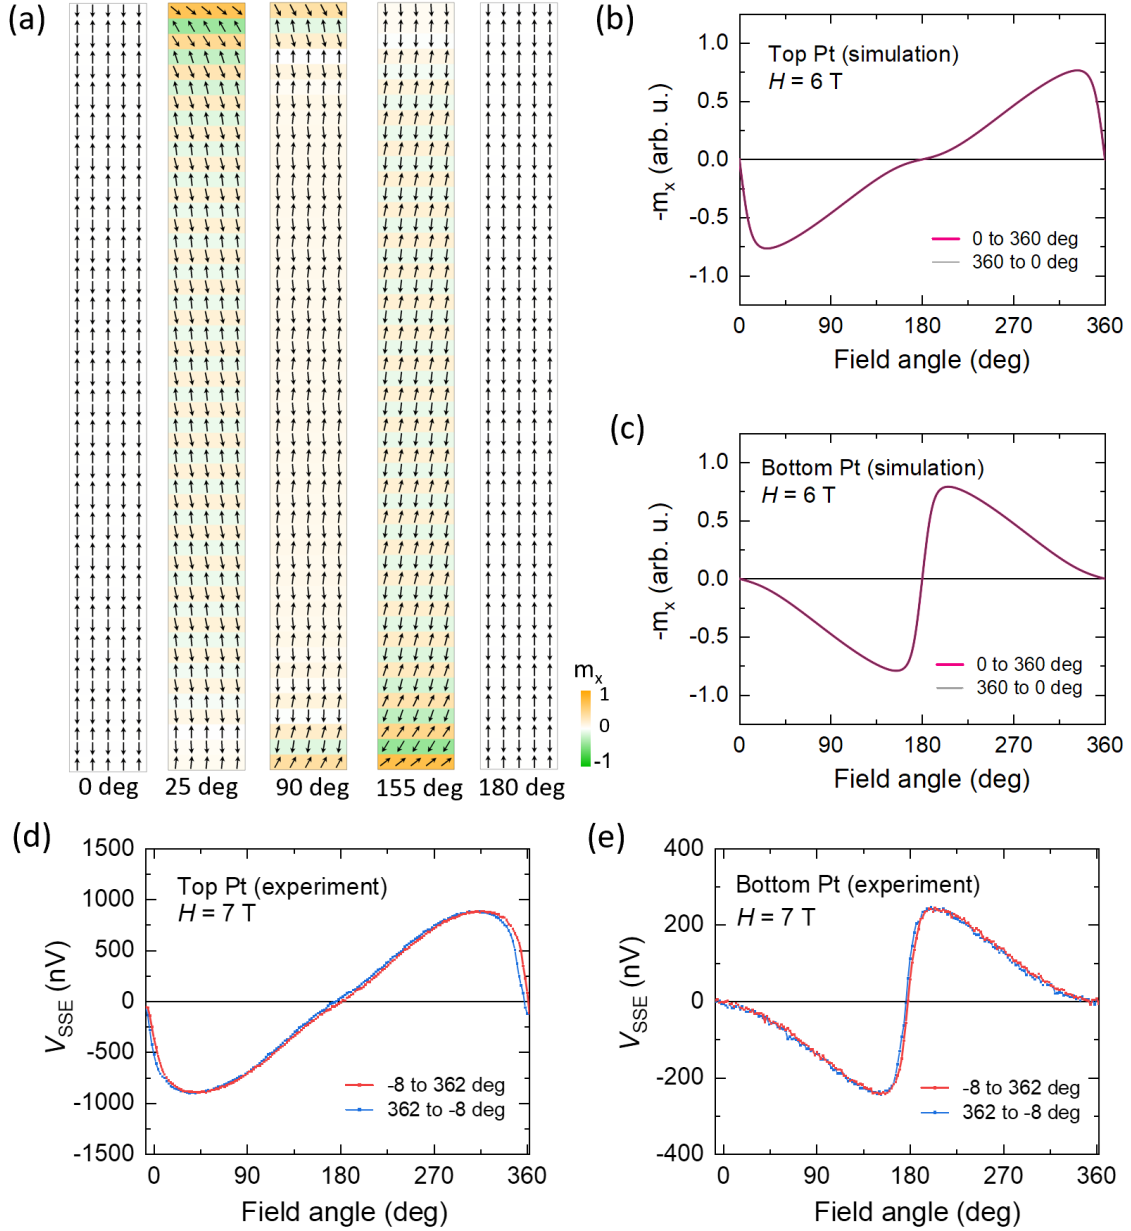 (a)
0 deg
25 deg
90 deg
155 deg
180 deg
mx
1
0
-1
(b)
Top Pt (simulation)
H = 6 T
-mx (arb. u.)
1.0
0.5
0.0
-0.5
-1.0
0 to 360 deg
360 to 0 deg
0 90 180 270 360
Field angle (deg)
(c)
Bottom Pt (simulation)
H = 6 T
-mx (arb. u.)
1.0
0.5
0.0
-0.5
-1.0
0 to 360 deg
360 to 0 deg
0 90 180 270 360
Field angle (deg)
(d)
Top Pt (experiment)
H = 7 T
VSSE (nV)
1500
1000
500
0
-500
-1000
-1500
-8 to 362 deg
362 to -8 deg
0 90 180 270 360
Field angle (deg)
(e)
Bottom Pt (experiment)
H = 7 T
VSSE (nV)
400
200
0
-200
-400
-8 to 362 deg
362 to -8 deg
0 90 180 270 360
Field angle (deg)